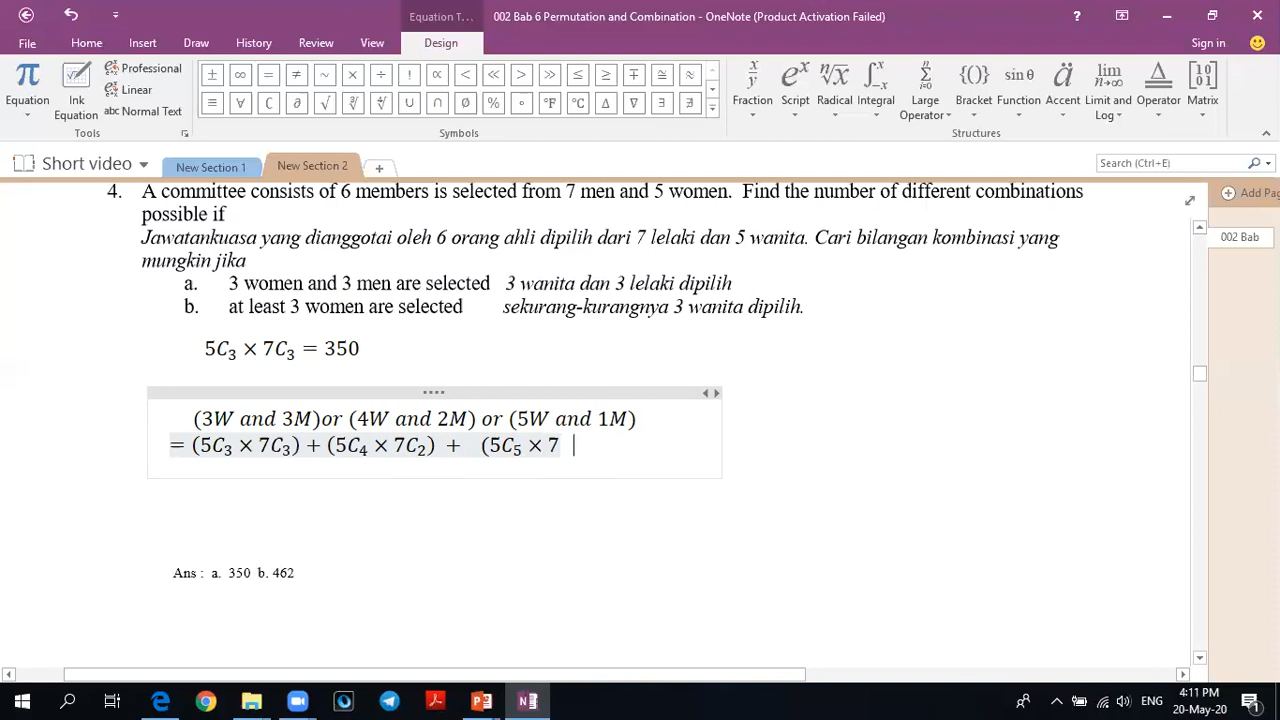 Equation T... 002 Bab 6 Permutation and Combination - OneNote (Product Activation Failed) ?
File Home Insert Draw History Review View Design Sign in
π Equation Ink Equation Professional Linear abc Normal Text
± ∞ = ≠ ~ × ÷ ! ∝ < ≪ > ≫ ≤ ≥ ∓ ≅ ≈
≡ ∀ ∁ ∂ √ ∛ ∜ ∪ ∩ ∅ % ° °F °C ∆ ∇ ∃ ∄
Fraction Script Radical Integral Large Operator Bracket Function Accent Limit and Log Operator Matrix
Tools Symbols Structures
Short video New Section 1 New Section 2 + Search (Ctrl+E)
4. A committee consists of 6 members is selected from 7 men and 5 women. Find the number of different combinations
possible if
Jawatankuasa yang dianggotai oleh 6 orang ahli dipilih dari 7 lelaki dan 5 wanita. Cari bilangan kombinasi yang
mungkin jika
a. 3 women and 3 men are selected 3 wanita dan 3 lelaki dipilih
b. at least 3 women are selected sekurang-kurangnya 3 wanita dipilih.
5C₃ × 7C₃ = 350
(3W and 3M)or (4W and 2M) or (5W and 1M)
= (5C₃ × 7C₃) + (5C₄ × 7C₂) + (5C₅ × 7
Ans : a. 350 b. 462
Add Pag
002 Bab
ENG 4:11 PM
20-May-20